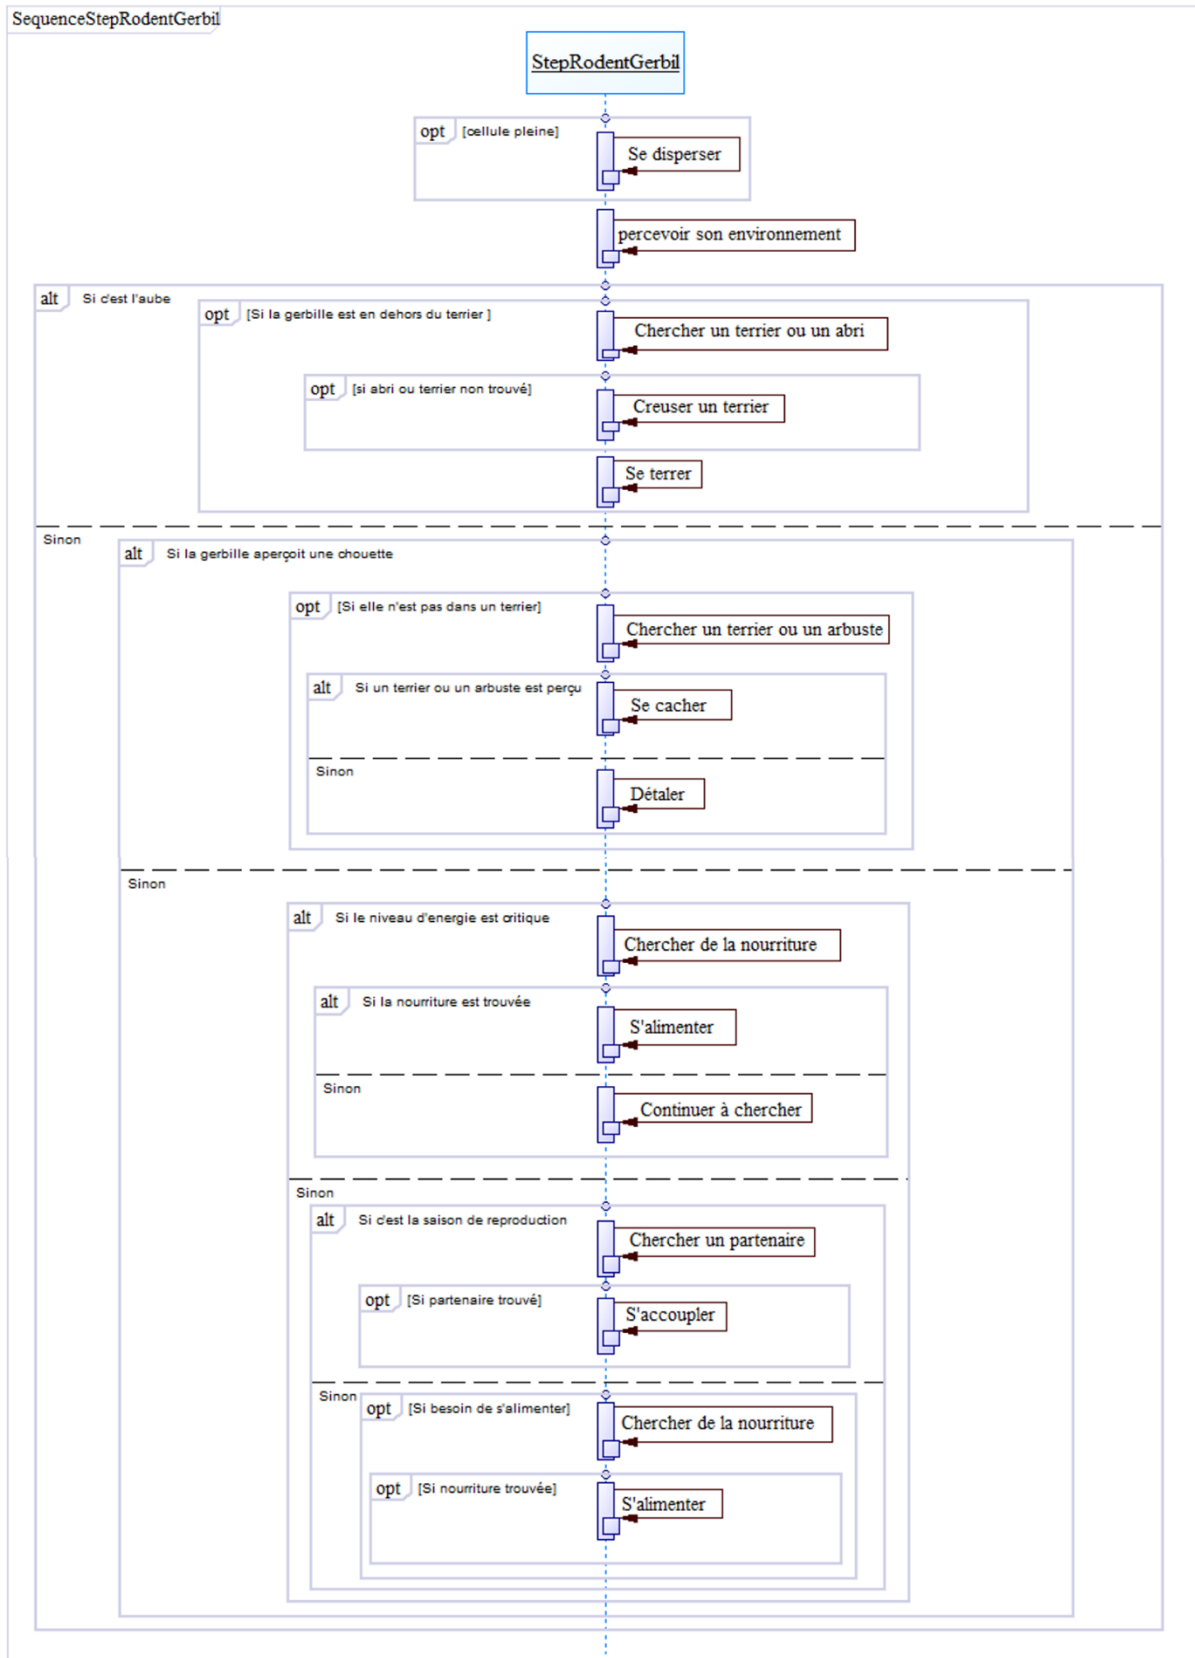 SequenceStepRodentGerbil
StepRodentGerbil
opt [cellule pleine]
Se disperser
percevoir son environnement
alt Si c'est l'aube
opt [Si la gerbille est en dehors du terrier ]
Chercher un terrier ou un abri
opt [si abri ou terrier non trouvé]
Creuser un terrier
Se terrer
Sinon
alt Si la gerbille aperçoit une chouette
opt [Si elle n'est pas dans un terrier]
Chercher un terrier ou un arbuste
alt Si un terrier ou un arbuste est perçu
Se cacher
Sinon
Détaler
Sinon
alt Si le niveau d'energie est critique
Chercher de la nourriture
alt Si la nourriture est trouvée
S'alimenter
Sinon
Continuer à chercher
Sinon
alt Si c'est la saison de reproduction
Chercher un partenaire
opt [Si partenaire trouvé]
S'accoupler
Sinon
opt [Si besoin de s'alimenter]
Chercher de la nourriture
opt [Si nourriture trouvée]
S'alimenter